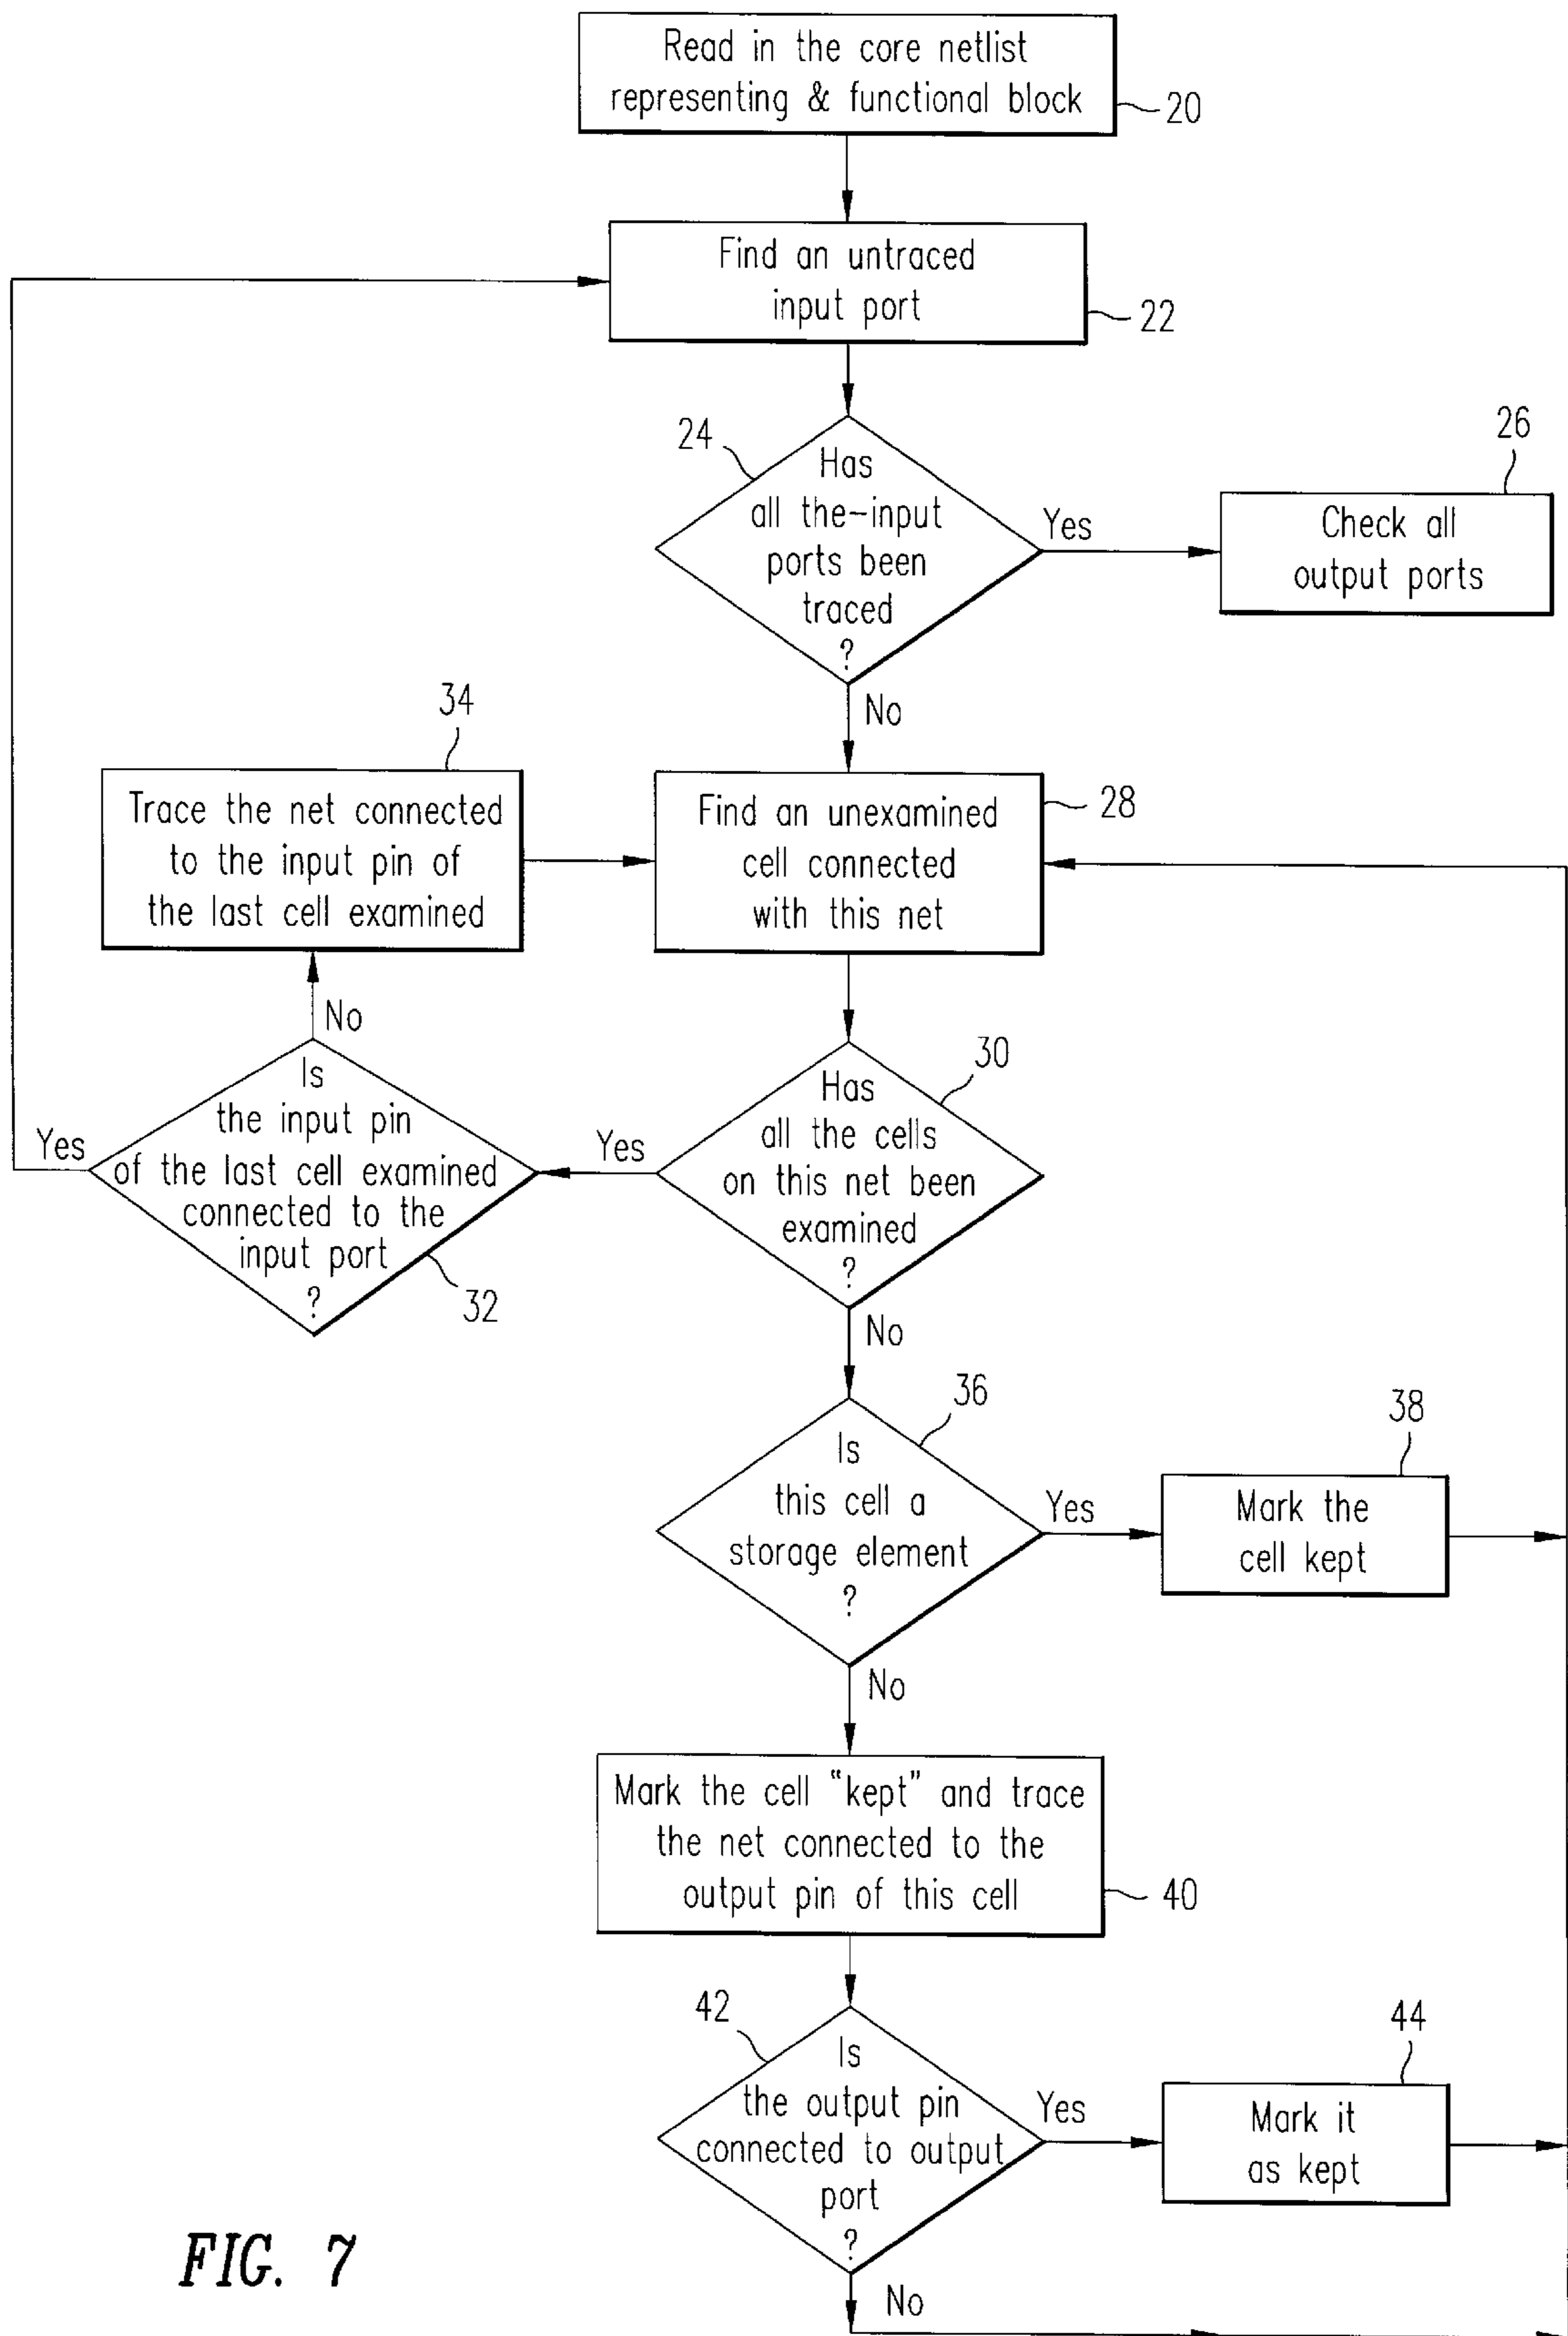 Read in the core netlist
representing & functional block
20
Find an untraced
input port
22
24
Has
all the-input
ports been
traced
?
Yes
26
Check all
output ports
No
34
Trace the net connected
to the input pin of
the last cell examined
Find an unexamined
cell connected
with this net
28
No
Is
the input pin
of the last cell examined
connected to the
input port
?
Yes
32
Yes
30
Has
all the cells
on this net been
examined
?
No
36
Is
this cell a
storage element
?
Yes
38
Mark the
cell kept
No
Mark the cell "kept" and trace
the net connected to the
output pin of this cell
40
42
Is
the output pin
connected to output
port
?
Yes
44
Mark it
as kept
No
FIG. 7